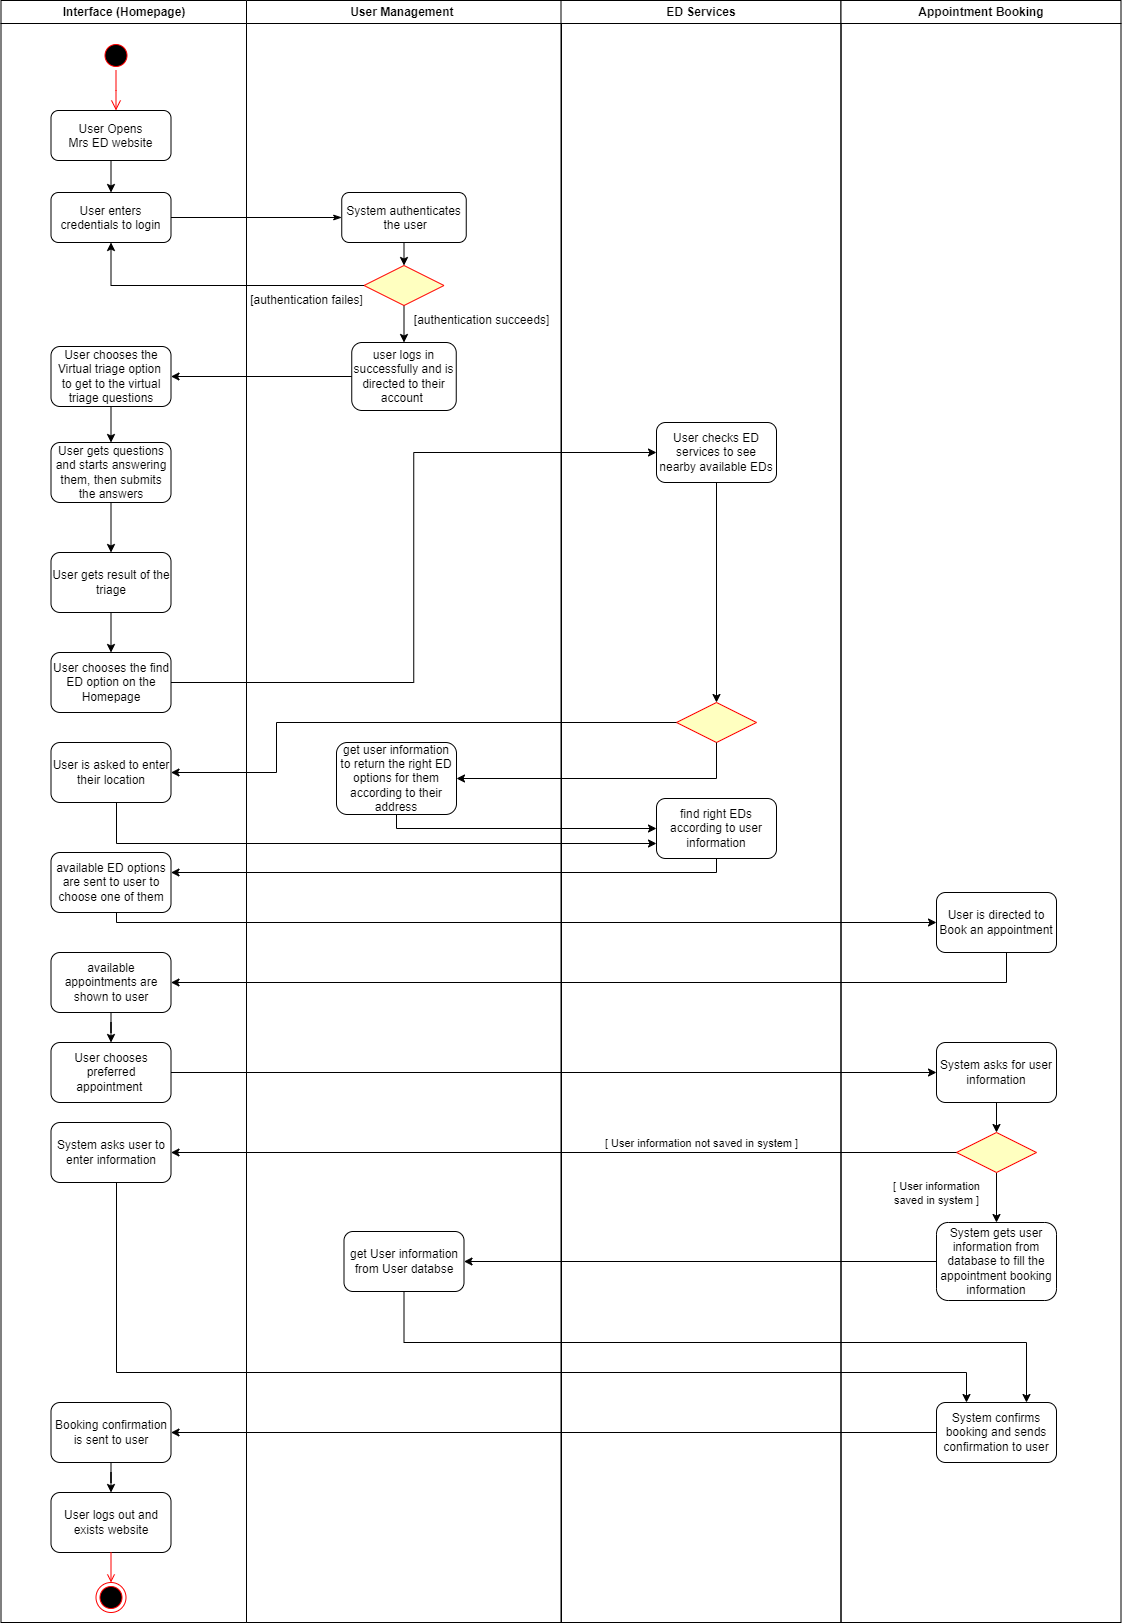 Interface (Homepage)
User Management
ED Services
Appointment Booking
User Opens
Mrs ED website
User enters
credentials to login
System authenticates
the user
[authentication failes]
[authentication succeeds]
user logs in
successfully and is
directed to their
account
User chooses the
Virtual triage option
to get to the virtual
triage questions
User gets questions
and starts answering
them, then submits
the answers
User checks ED
services to see
nearby available EDs
User gets result of the
triage
User chooses the find
ED option on the
Homepage
User is asked to enter
their location
get user information
to return the right ED
options for them
according to their
address
find right EDs
according to user
information
available ED options
are sent to user to
choose one of them
User is directed to
Book an appointment
available
appointments are
shown to user
User chooses
preferred
appointment
System asks for user
information
System asks user to
enter information
[ User information not saved in system ]
[ User information
saved in system ]
System gets user
information from
database to fill the
appointment booking
information
get User information
from User databse
System confirms
booking and sends
confirmation to user
Booking confirmation
is sent to user
User logs out and
exists website